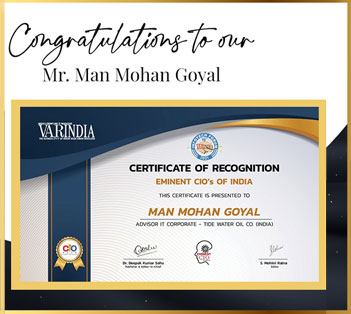 Congratulations to our
Mr. Man Mohan Goyal
VARINDIA
CERTIFICATE OF RECOGNITION
EMINENT CIO's OF INDIA
THIS CERTIFICATE IS PRESENTED TO
MAN MOHAN GOYAL
ADVISOR IT CORPORATE - TIDE WATER OIL CO. (INDIA)
Dr. Deepak Kumar Sahu
Publisher & Editor-in-Chief
CIO
S. Mohini Ratna
Editor